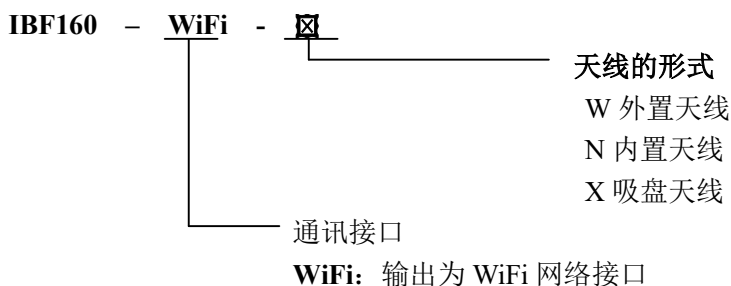 IBF160 – WiFi - ☒
天线的形式
W 外置天线
N 内置天线
X 吸盘天线
通讯接口
WiFi：输出为 WiFi 网络接口